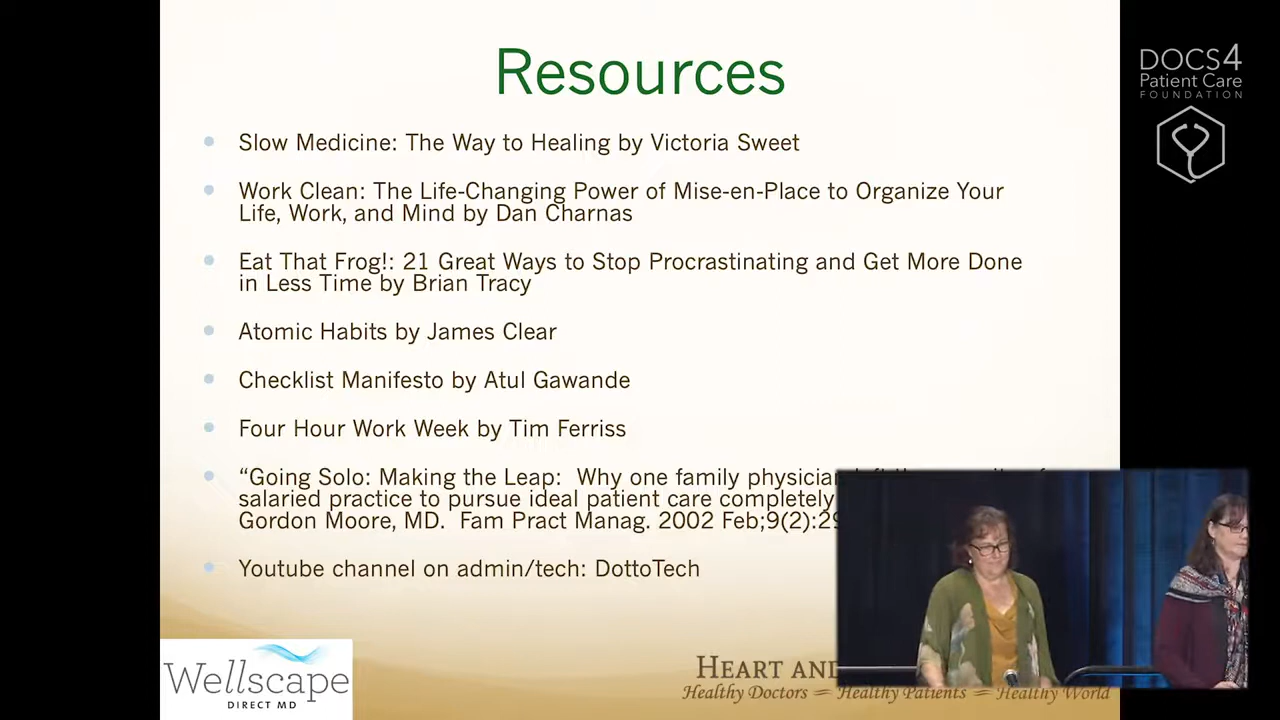 Resources
DOCS4
Patient Care
FOUNDATION
• Slow Medicine: The Way to Healing by Victoria Sweet
• Work Clean: The Life-Changing Power of Mise-en-Place to Organize Your
Life, Work, and Mind by Dan Charnas
• Eat That Frog!: 21 Great Ways to Stop Procrastinating and Get More Done
in Less Time by Brian Tracy
• Atomic Habits by James Clear
• Checklist Manifesto by Atul Gawande
• Four Hour Work Week by Tim Ferriss
• “Going Solo: Making the Leap:  Why one family physician
salaried practice to pursue ideal patient care completely
Gordon Moore, MD.  Fam Pract Manag. 2002 Feb;9(2):29
• Youtube channel on admin/tech: DottoTech
Wellscape
DIRECT MD
HEART AND
Healthy Doctors = Healthy Patients = Healthy World